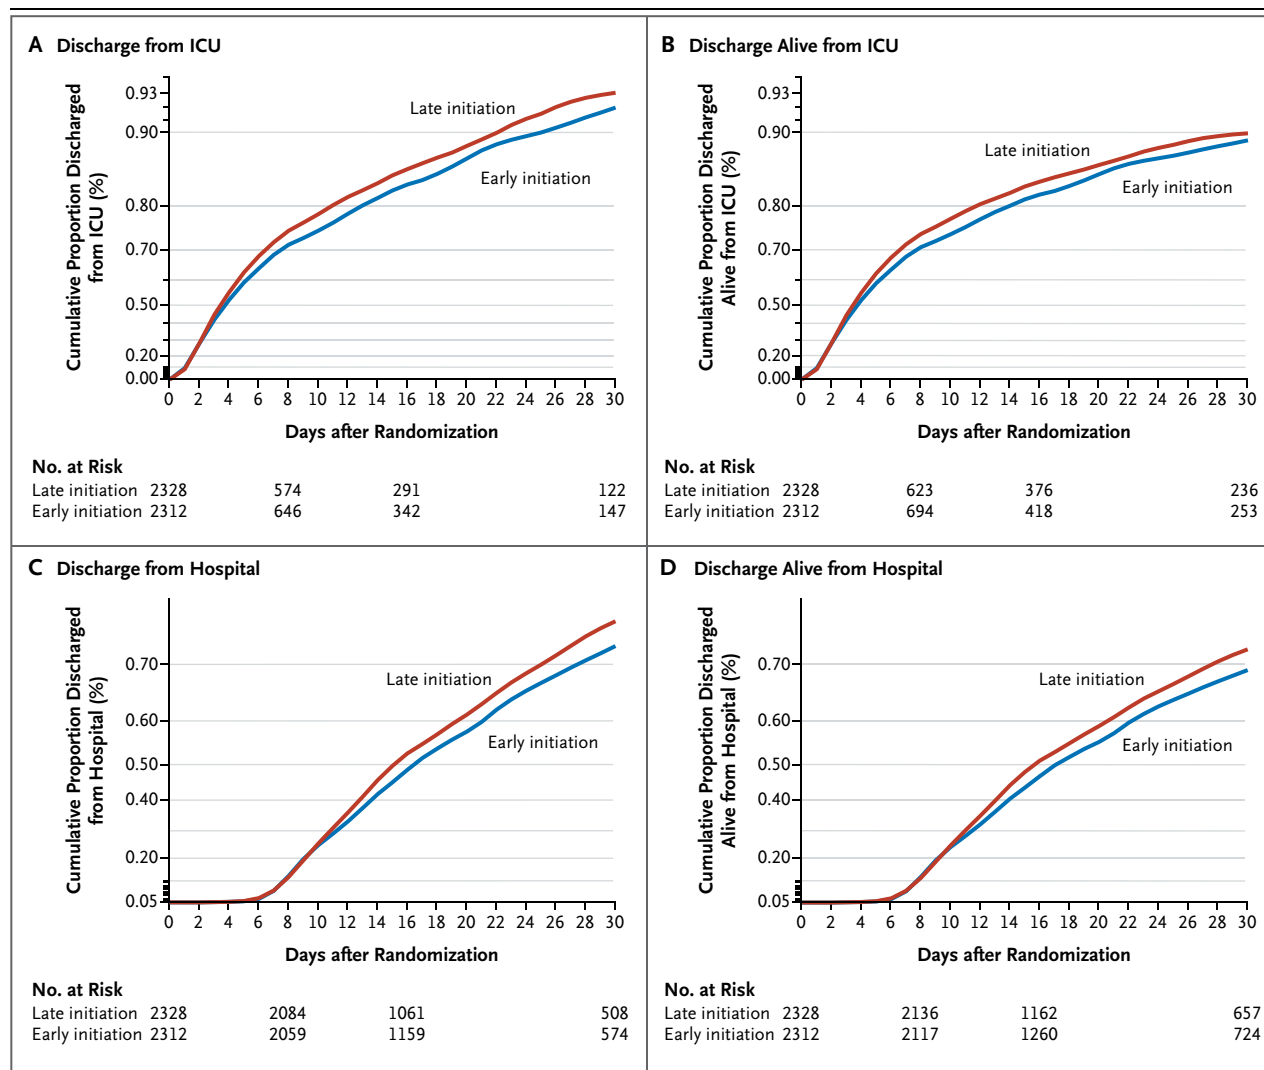 A Discharge from ICU
Cumulative Proportion Discharged
from ICU (%)
0.93
0.90
0.80
0.70
0.50
0.20
0.00
Late initiation
Early initiation
0 2 4 6 8 10 12 14 16 18 20 22 24 26 28 30
Days after Randomization
No. at Risk
Late initiation 2328 574 291 122
Early initiation 2312 646 342 147
B Discharge Alive from ICU
Cumulative Proportion Discharged
Alive from ICU (%)
0.93
0.90
0.80
0.70
0.50
0.20
0.00
Late initiation
Early initiation
0 2 4 6 8 10 12 14 16 18 20 22 24 26 28 30
Days after Randomization
No. at Risk
Late initiation 2328 623 376 236
Early initiation 2312 694 418 253
C Discharge from Hospital
Cumulative Proportion Discharged
from Hospital (%)
0.70
0.60
0.50
0.40
0.20
0.05
Late initiation
Early initiation
0 2 4 6 8 10 12 14 16 18 20 22 24 26 28 30
Days after Randomization
No. at Risk
Late initiation 2328 2084 1061 508
Early initiation 2312 2059 1159 574
D Discharge Alive from Hospital
Cumulative Proportion Discharged
Alive from Hospital (%)
0.70
0.60
0.50
0.40
0.20
0.05
Late initiation
Early initiation
0 2 4 6 8 10 12 14 16 18 20 22 24 26 28 30
Days after Randomization
No. at Risk
Late initiation 2328 2136 1162 657
Early initiation 2312 2117 1260 724